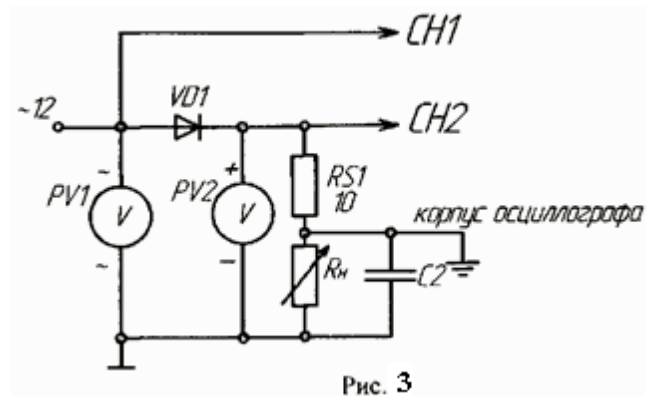 CH1
~12
VD1
CH2
~
PV1
V
~
+
PV2
V
−
RS1
10
корпус осциллографа
Rн
C2
Рис. 3